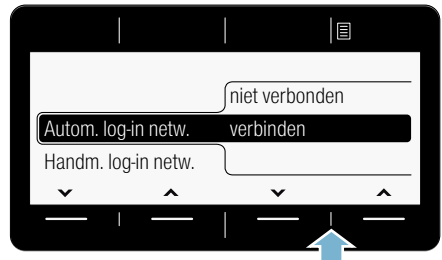 niet verbonden
Autom. log-in netw. verbinden
Handm. log-in netw.